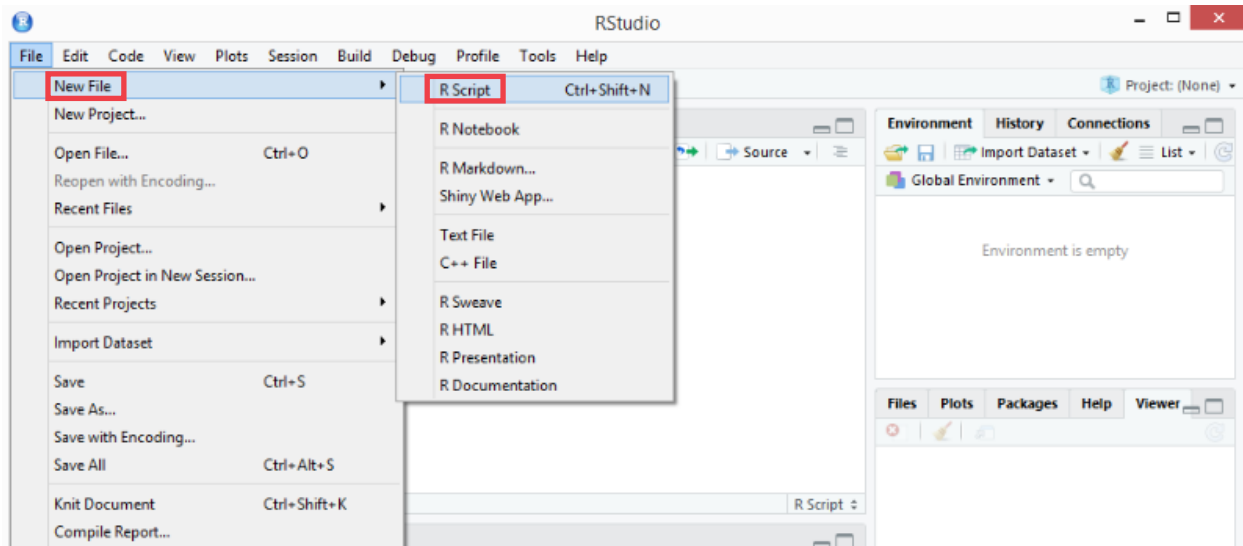 R RStudio
File Edit Code View Plots Session Build Debug Profile Tools Help
New File
New Project...
Open File... Ctrl+O
Reopen with Encoding...
Recent Files
Open Project...
Open Project in New Session...
Recent Projects
Import Dataset
Save Ctrl+S
Save As...
Save with Encoding...
Save All Ctrl+Alt+S
Knit Document Ctrl+Shift+K
Compile Report...
R Script Ctrl+Shift+N
R Notebook
R Markdown...
Shiny Web App...
Text File
C++ File
R Sweave
R HTML
R Presentation
R Documentation
Source
R Script
R Project: (None)
Environment History Connections
Import Dataset List
Global Environment
Environment is empty
Files Plots Packages Help Viewer